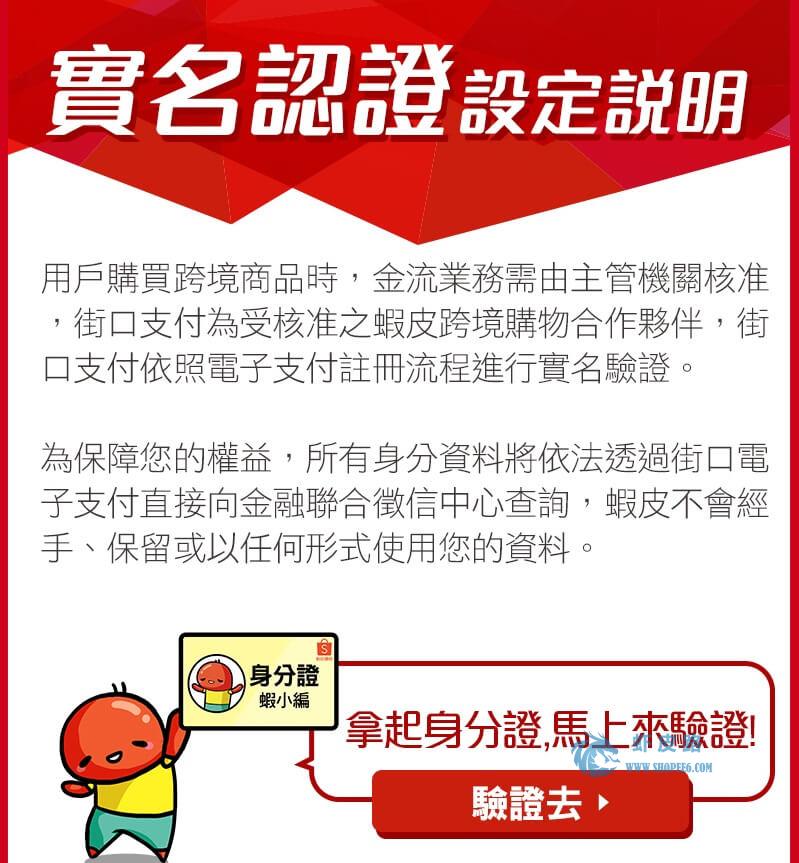 實名認證設定説明
用戶購買跨境商品時，金流業務需由主管機關核准
，街口支付為受核准之蝦皮跨境購物合作夥伴，街
口支付依照電子支付註冊流程進行實名驗證。
為保障您的權益，所有身分資料將依法透過街口電
子支付直接向金融聯合徵信中心查詢，蝦皮不會經
手、保留或以任何形式使用您的資料。
S
身分證
蝦小編
拿起身分證,馬上來驗證!
虾皮路
WWW.SHOPEE6.COM
驗證去